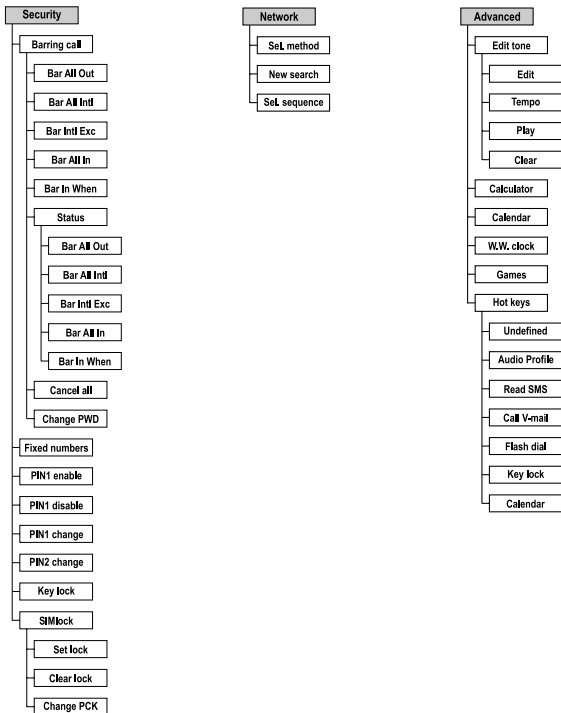 Security
Barring call
Bar All Out
Bar All Intl
Bar Intl Exc
Bar All In
Bar In When
Status
Bar All Out
Bar All Intl
Bar Intl Exc
Bar All In
Bar In When
Cancel all
Change PWD
Fixed numbers
PIN1 enable
PIN1 disable
PIN1 change
PIN2 change
Key lock
SIMlock
Set lock
Clear lock
Change PCK
Network
Sel. method
New search
Sel. sequence
Advanced
Edit tone
Edit
Tempo
Play
Clear
Calculator
Calendar
W.W. clock
Games
Hot keys
Undefined
Audio Profile
Read SMS
Call V-mail
Flash dial
Key lock
Calendar